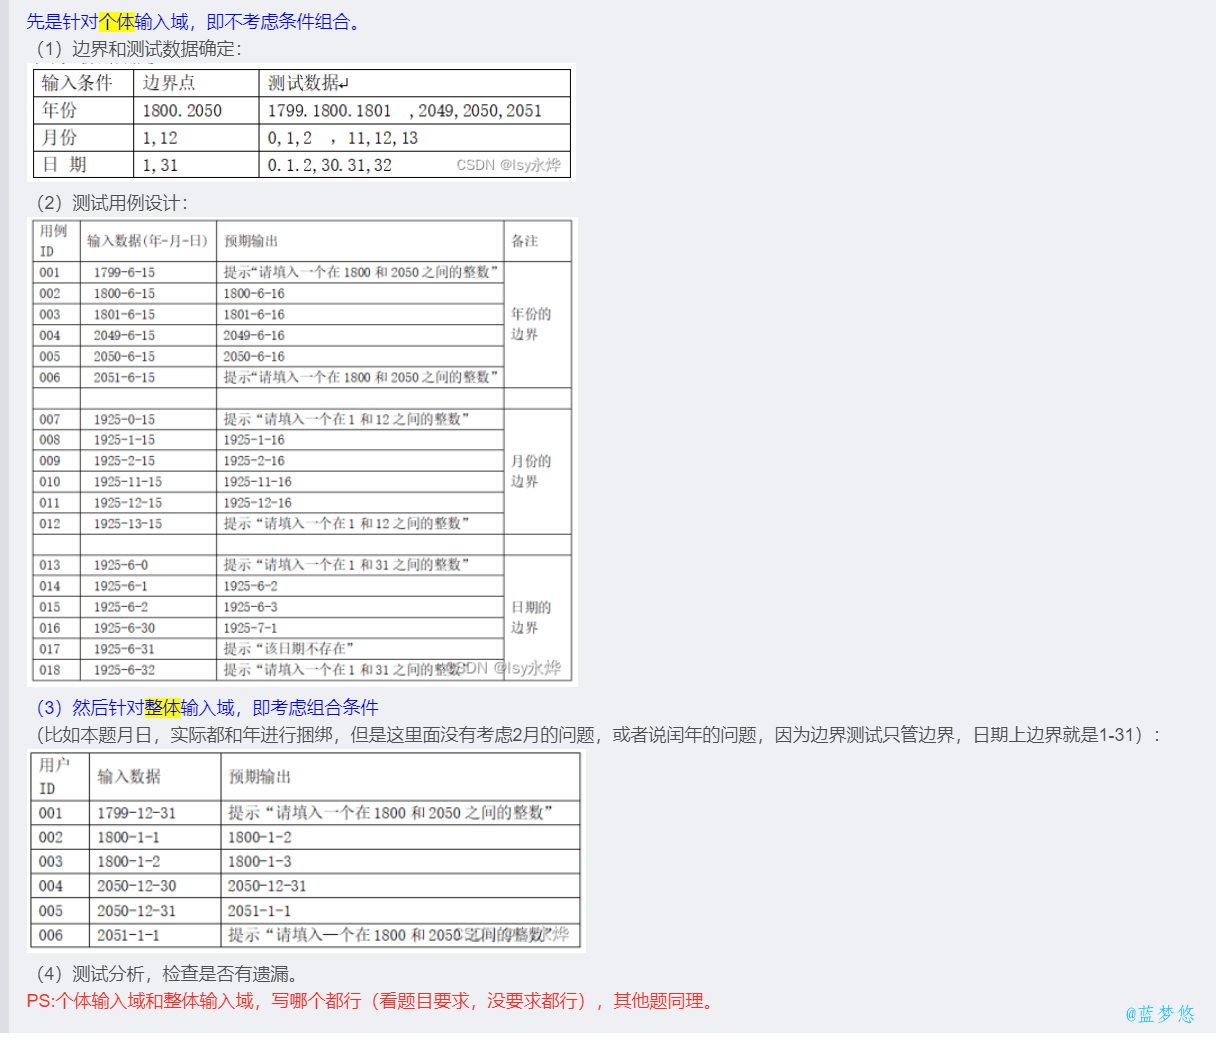 先是针对个体输入域，即不考虑条件组合。
（1）边界和测试数据确定：
输入条件 边界点 测试数据↵
年份 1800.2050 1799.1800.1801 ,2049,2050,2051
月份 1,12 0,1,2 ，11,12,13
日 期 1,31 0.1.2,30.31,32
CSDN @lsy永烨
（2）测试用例设计：
用例ID 输入数据(年-月-日) 预期输出 备注
001 1799-6-15 提示“请填入一个在 1800 和 2050 之间的整数”
002 1800-6-15 1800-6-16
003 1801-6-15 1801-6-16
004 2049-6-15 2049-6-16
005 2050-6-15 2050-6-16
006 2051-6-15 提示“请填入一个在 1800 和 2050 之间的整数”
年份的
边界
007 1925-0-15 提示“请填入一个在 1 和 12 之间的整数”
008 1925-1-15 1925-1-16
009 1925-2-15 1925-2-16
010 1925-11-15 1925-11-16
011 1925-12-15 1925-12-16
012 1925-13-15 提示“请填入一个在 1 和 12 之间的整数”
月份的
边界
013 1925-6-0 提示“请填入一个在 1 和 31 之间的整数”
014 1925-6-1 1925-6-2
015 1925-6-2 1925-6-3
016 1925-6-30 1925-7-1
017 1925-6-31 提示“该日期不存在”
018 1925-6-32 提示“请填入一个在 1 和 31 之间的整数”
日期的
边界
CSDN @lsy永烨
（3）然后针对整体输入域，即考虑组合条件
（比如本题月日，实际都和年进行捆绑，但是这里面没有考虑2月的问题，或者说闰年的问题，因为边界测试只管边界，日期上边界就是1-31）：
用户ID 输入数据 预期输出
001 1799-12-31 提示“请填入一个在 1800 和 2050 之间的整数”
002 1800-1-1 1800-1-2
003 1800-1-2 1800-1-3
004 2050-12-30 2050-12-31
005 2050-12-31 2051-1-1
006 2051-1-1 提示“请填入一个在 1800 和 2050 之间的整数”
CSDN @lsy永烨
（4）测试分析，检查是否有遗漏。
PS:个体输入域和整体输入域，写哪个都行（看题目要求，没要求都行），其他题同理。
@蓝梦悠